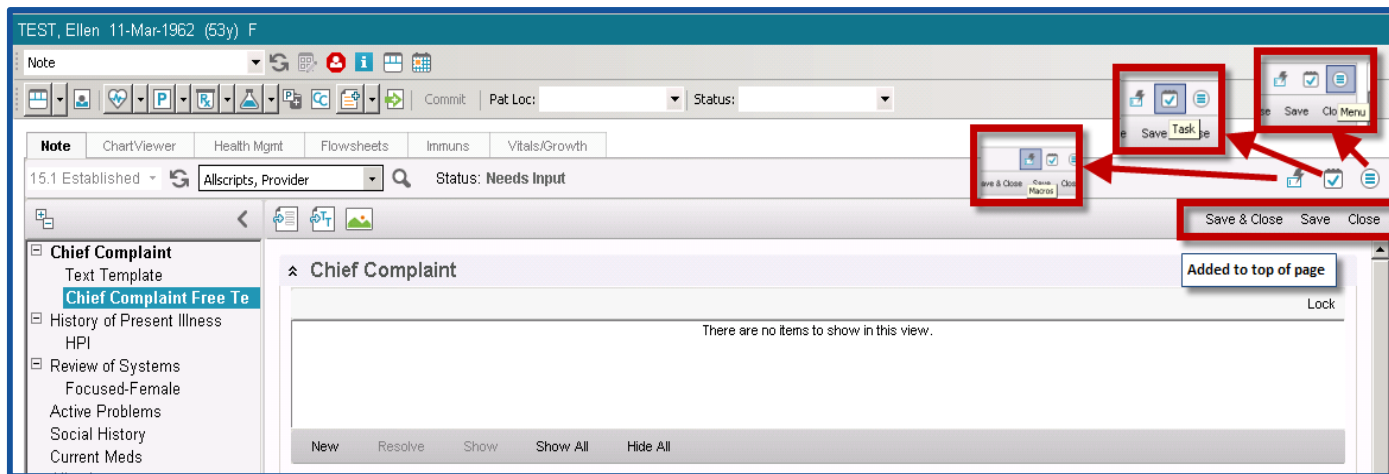 TEST, Ellen 11-Mar-1962 (53y) F
Note
Commit Pat Loc: Status:
Save Clo Menu
Save Task se
Note ChartViewer Health Mgmt Flowsheets Immuns Vitals/Growth
ave & Close Save Clos
Macros
15.1 Established Allscripts, Provider Status: Needs Input
Save & Close Save Close
Added to top of page
Chief Complaint
Text Template
Chief Complaint Free Te
History of Present Illness
HPI
Review of Systems
Focused-Female
Active Problems
Social History
Current Meds
Chief Complaint
Lock
There are no items to show in this view.
New Resolve Show Show All Hide All